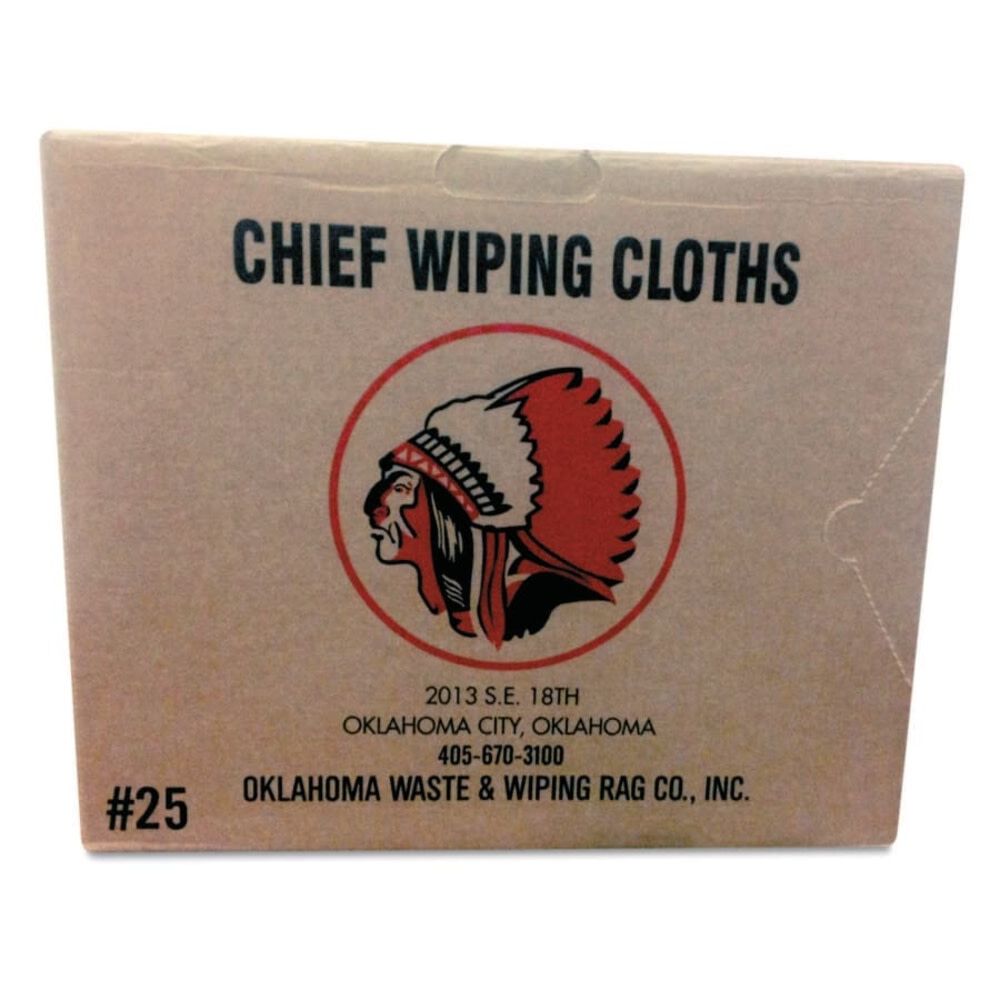 CHIEF WIPING CLOTHS
2013 S.E. 18TH
OKLAHOMA CITY, OKLAHOMA
405-670-3100
OKLAHOMA WASTE & WIPING RAG CO., INC.
#25